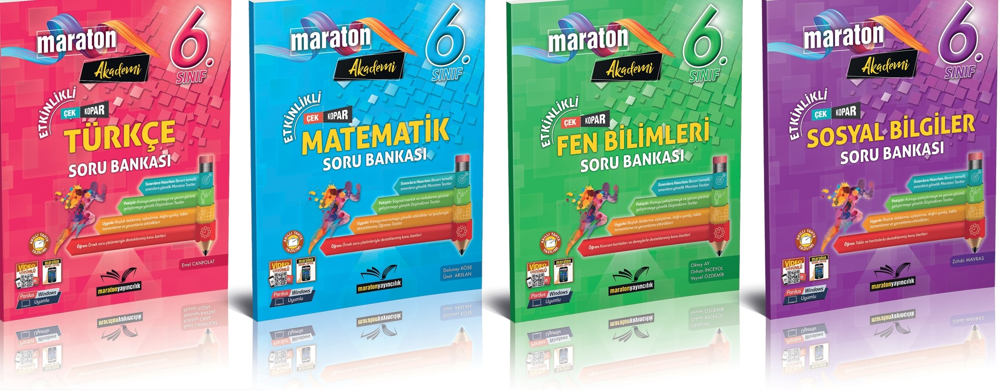 maraton
Akademi
6.
SINIF
ETKİNLİKLİ
ÇEK KOPAR
TÜRKÇE
SORU BANKASI
Sınavlara Hazırlan: Beceri temelli,
sınavlara yönelik Maraton Testler
Pekiştir: Konuyu pekiştirmeye ve yorum gücünü
geliştirmeye yönelik Düşündüren Testler
Uygula: Boşluk doldurma, eşleştirme, doğru-yanlış, tablo
tamamlama ve yorumlama etkinlikleri
Öğren: Örnek soru çözümleriyle desteklenmiş konu özetleri
AKILLI TAHTA
YAZILIMI
VİDEO
ÇÖZÜMLÜ
maraton
MOBİL OPTİK
Pardus Windows
Uyumlu
maratonyayıncılık
Emel CANPOLAT
Kubilay ORAL
Mehmet BAYSAL
Niyazi YIĞIN
maraton
Akademi
6.
SINIF
ETKİNLİKLİ
ÇEK KOPAR
MATEMATİK
SORU BANKASI
Sınavlara Hazırlan: Beceri temelli,
sınavlara yönelik Maraton Testler
Pekiştir: Sayısal mantık ve muhakeme gücünü
geliştirmeye yönelik Düşündüren Testler
Uygula: Konuyu kavramaya yönelik etkinlikler ve ipuçlarıyla
desteklenmiş Öğreten Testler
Öğren: Örnek soru çözümleriyle desteklenmiş konu özetleri
AKILLI TAHTA
YAZILIMI
VİDEO
ÇÖZÜMLÜ
maraton
MOBİL OPTİK
Pardus Windows
Uyumlu
maratonyayıncılık
Dolunay KÖSE
Ümit ARSLAN
maraton
Akademi
6.
SINIF
ETKİNLİKLİ
ÇEK KOPAR
FEN BİLİMLERİ
SORU BANKASI
Sınavlara Hazırlan: Beceri temelli,
sınavlara yönelik Maraton Testler
Pekiştir: Konuyu pekiştirmeye ve yorum gücünü
geliştirmeye yönelik Düşündüren Testler
Uygula: Boşluk doldurma, eşleştirme, doğru-yanlış, tablo
tamamlama ve yorumlama etkinlikleri
Öğren: Kavram haritaları ve deneylerle desteklenmiş konu özetleri
AKILLI TAHTA
YAZILIMI
VİDEO
ÇÖZÜMLÜ
maraton
MOBİL OPTİK
Pardus Windows
Uyumlu
maratonyayıncılık
Oktay AY
Orhan İNCEYOL
Veysel ÖZDEMİR
maraton
Akademi
6.
SINIF
ETKİNLİKLİ
ÇEK KOPAR
SOSYAL BİLGİLER
SORU BANKASI
Sınavlara Hazırlan: Beceri temelli,
sınavlara yönelik Maraton Testler
Pekiştir: Konuyu pekiştirmeye ve yorum gücünü
geliştirmeye yönelik Düşündüren Testler
Uygula: Boşluk doldurma, eşleştirme, doğru-yanlış, tablo
tamamlama ve yorumlama etkinlikleri
Öğren: Tablo ve haritalarla desteklenmiş konu özetleri
AKILLI TAHTA
YAZILIMI
VİDEO
ÇÖZÜMLÜ
maraton
MOBİL OPTİK
Pardus Windows
Uyumlu
maratonyayıncılık
Zühdü MAVRAS